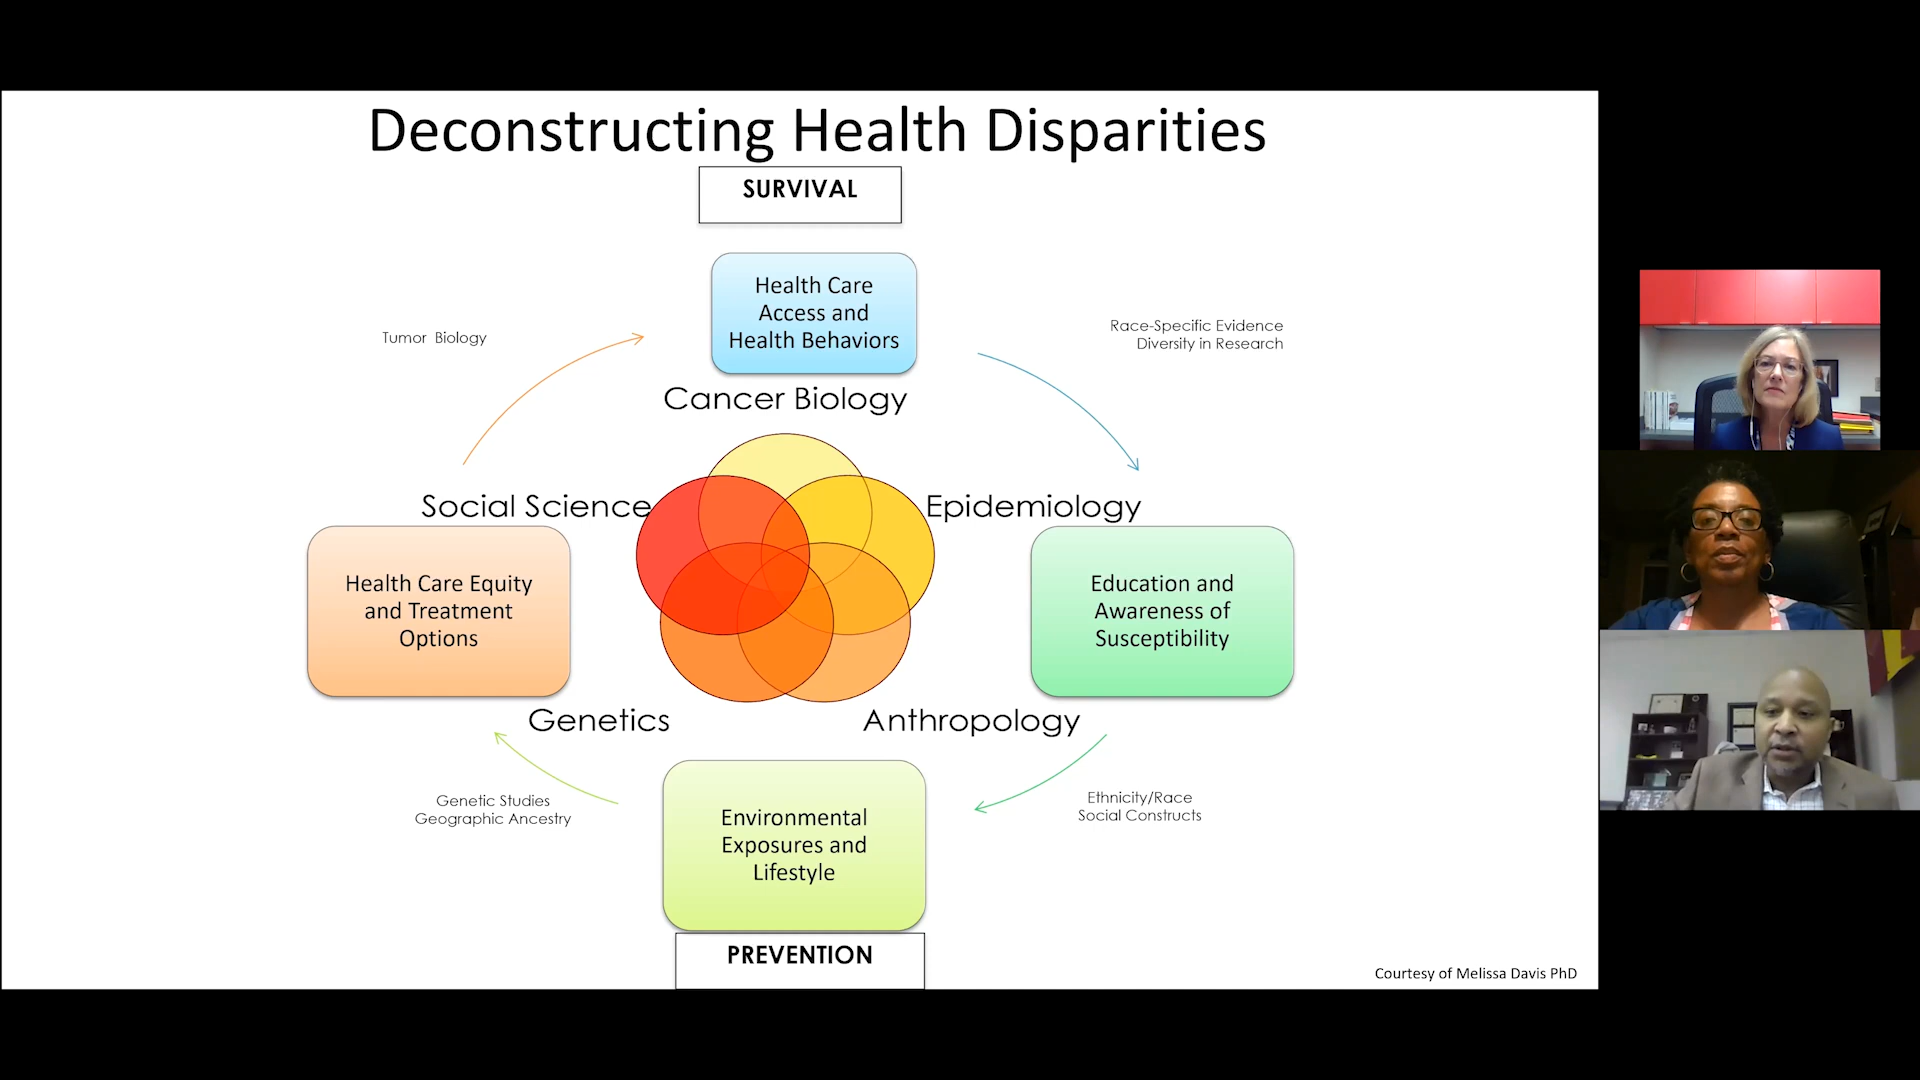 Deconstructing Health Disparities
SURVIVAL
Health Care
Access and
Health Behaviors
Tumor Biology
Race-Specific Evidence
Diversity in Research
Cancer Biology
Social Science
Epidemiology
Health Care Equity
and Treatment
Options
Education and
Awareness of
Susceptibility
Genetics
Anthropology
Genetic Studies
Geographic Ancestry
Ethnicity/Race
Social Constructs
Environmental
Exposures and
Lifestyle
PREVENTION
Courtesy of Melissa Davis PhD